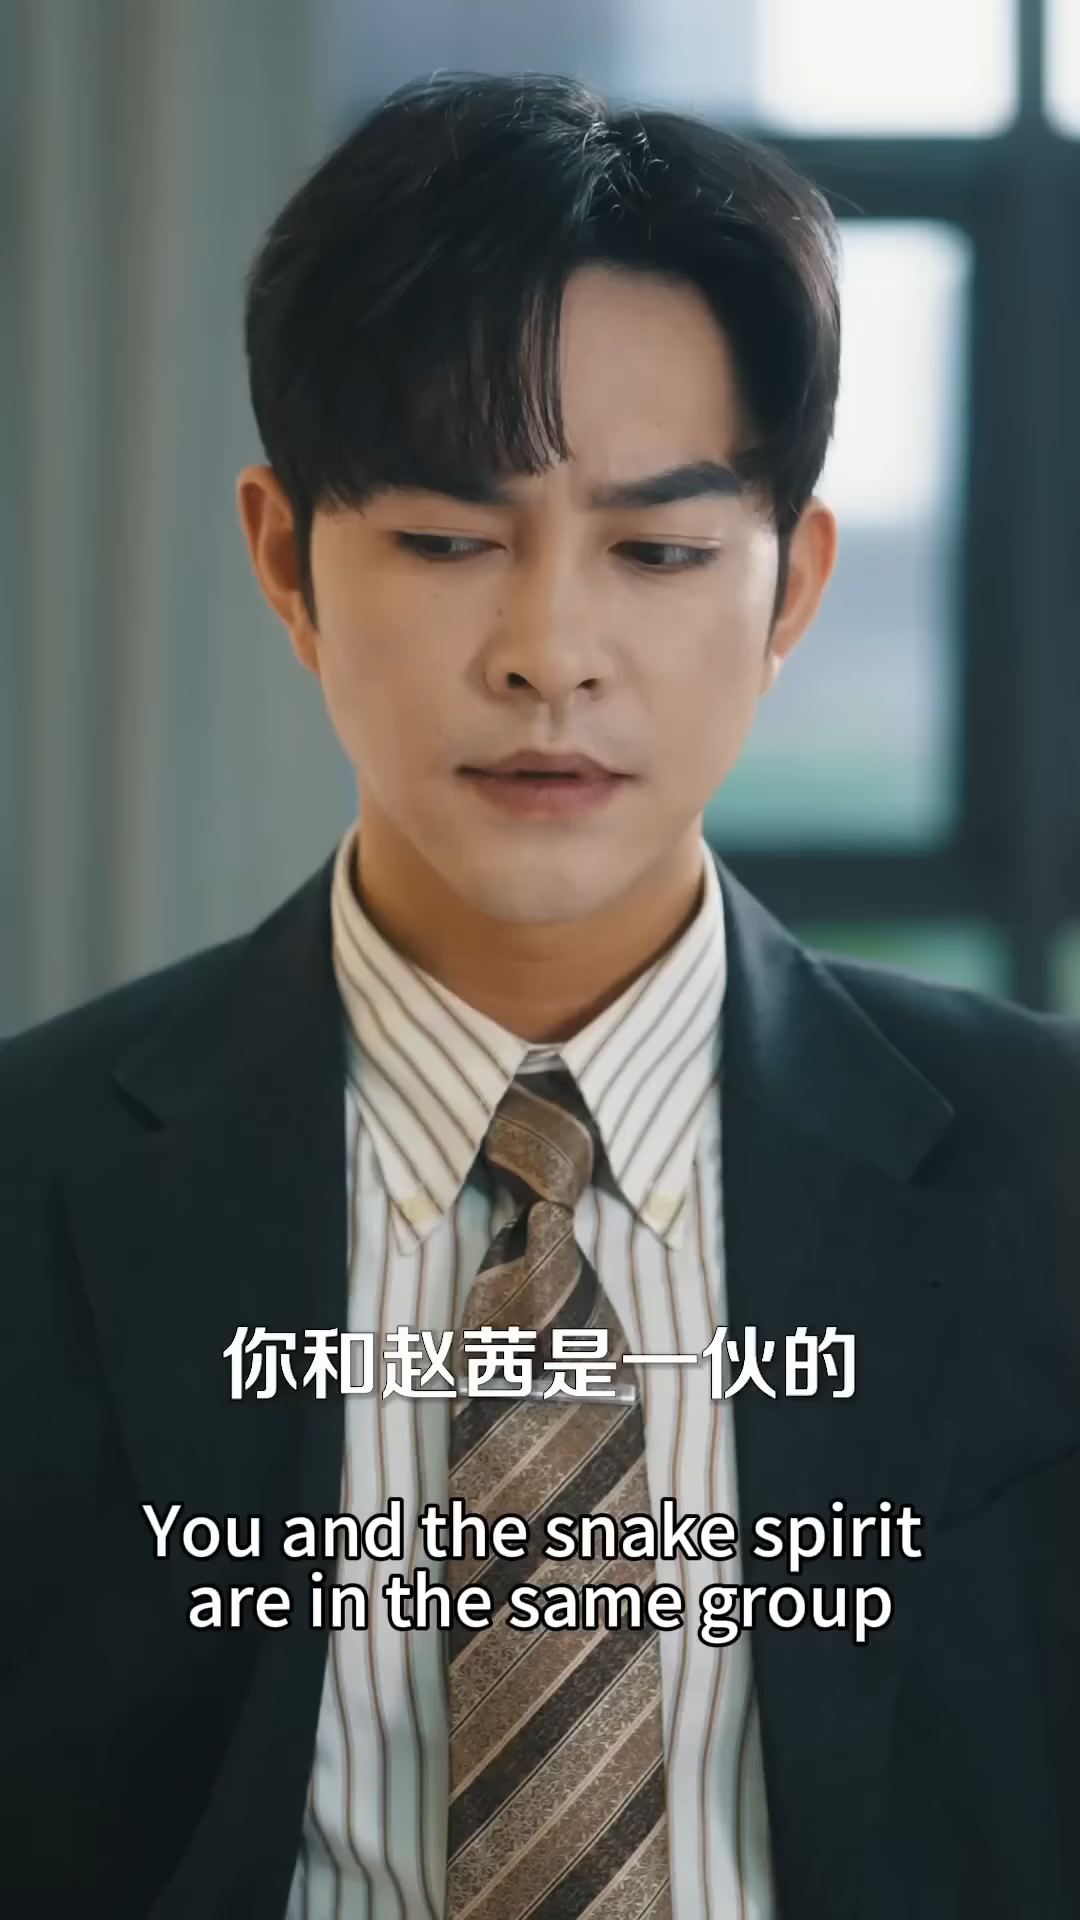 你和赵茜是一伙的
You and the snake spirit
are in the same group